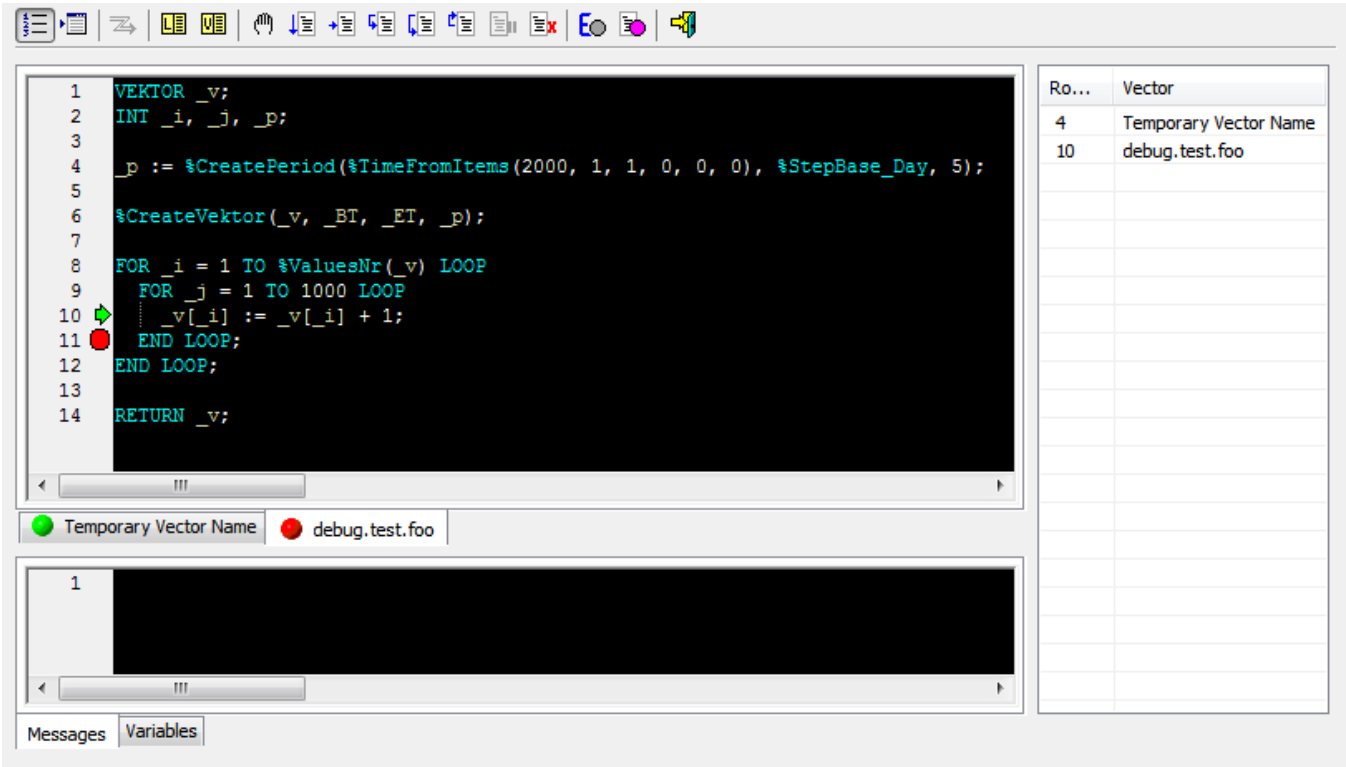 1 VEKTOR _v;
2 INT _i, _j, _p;
3
4 _p := %CreatePeriod(%TimeFromItems(2000, 1, 1, 0, 0, 0), %StepBase_Day, 5);
5
6 %CreateVektor(_v, _BT, _ET, _p);
7
8 FOR _i = 1 TO %ValuesNr(_v) LOOP
9 FOR _j = 1 TO 1000 LOOP
10 _v[_i] := _v[_i] + 1;
11 END LOOP;
12 END LOOP;
13
14 RETURN _v;
Temporary Vector Name debug.test.foo
1
Messages Variables
Ro... Vector
4 Temporary Vector Name
10 debug.test.foo